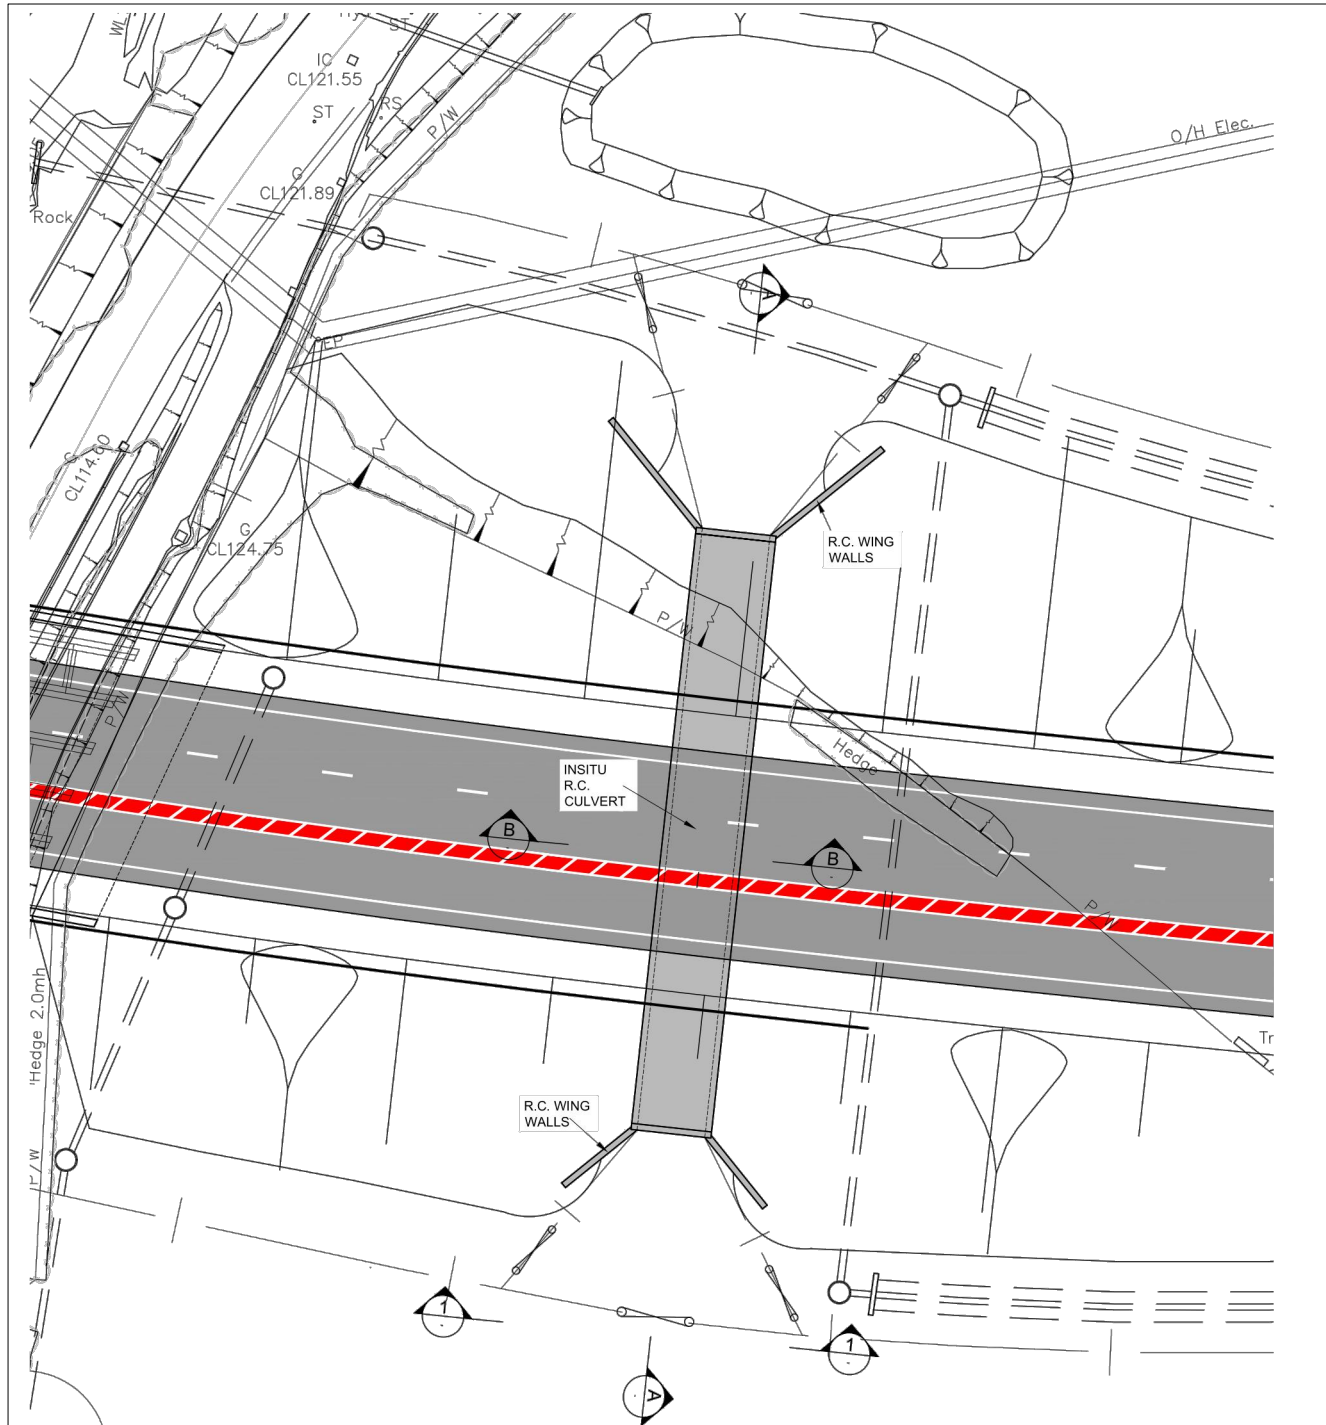 ST
WL
IC
CL121.55
ST
RS
P/W
O/H Elec.
G
CL121.89
Rock
A
EP
G
CL114.60
G
CL124.75
R.C. WING
WALLS
P/W
P/W
Hedge
INSITU
R.C.
CULVERT
B
B
P/W
Hedge 2.0mh
Tr
R.C. WING
WALLS
P/W
1
1
A